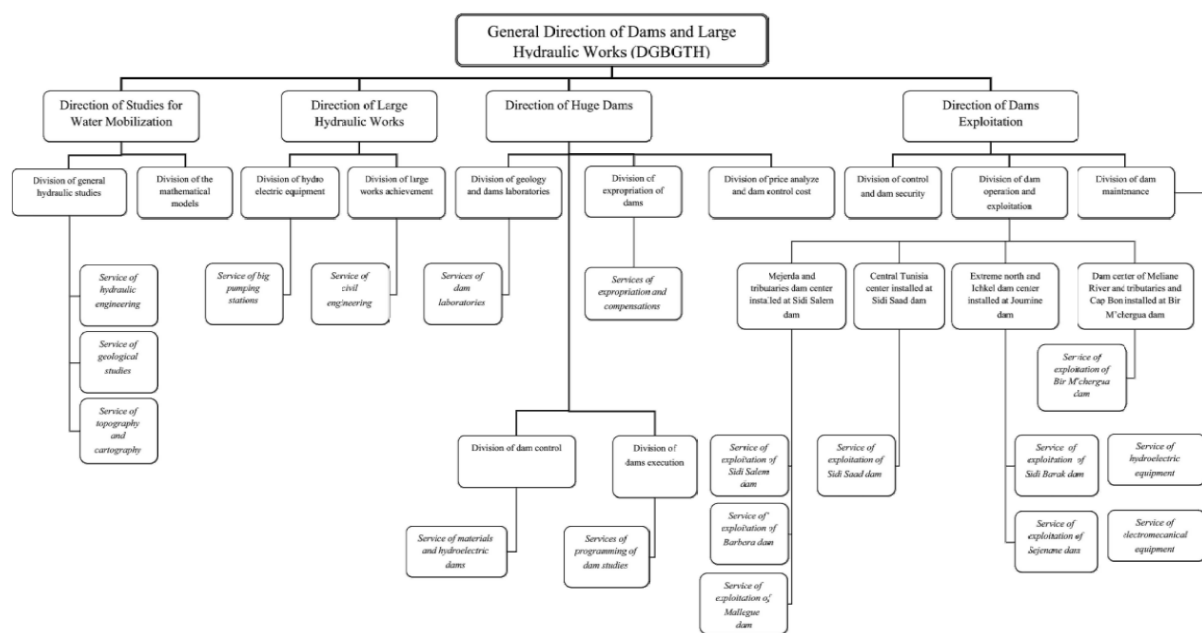 General Direction of Dams and Large
Hydraulic Works (DGBGTH)
Direction of Studies for
Water Mobilization
Direction of Large
Hydraulic Works
Direction of Huge Dams
Direction of Dams
Exploitation
Division of general
hydraulic studies
Division of the
mathematical
models
Division of hydro
electric equipment
Division of large
works achievement
Division of geology
and dams laboratories
Division of
expropriation of
dams
Division of price analyze
and dam control cost
Division of control
and dam security
Division of dam
operation and
exploitation
Division of dam
maintenance
Service of
hydraulic
engineering
Service of big
pumping
stations
Service of
civil
engineering
Services of
dam
laboratories
Services of
expropriation and
compensations
Mejerda and
tributaries dam center
installed at Sidi Salem
dam
Central Tunisia
center installed at
Sidi Saad dam
Extreme north and
Ichkel dam center
installed at Joumine
dam
Dam certer of Meliane
River and tributaries and
Cap Bon installed at Bir
M'chergua dam
Service of
geological
studies
Service of
exploitation of
Bir M'chergua
dam
Service of
topography
and
cartography
Division of dam control
Division of
dams execution
Service of
exploitation of
Sidi Salem
dam
Service of
exploitation of
Sidi Saad dam
Service of
exploitation of
Sidi Barak dam
Service of
hydroelectric
equipment
Service of materials
and hydroelectric
dams
Services of
programming of
dam studies
Service of
exploitation of
Barbara dam
Service of
exploitation of
Sejenane dam
Service of
electromecanical
equipment
Service of
exploitation of
Mallegue
dam